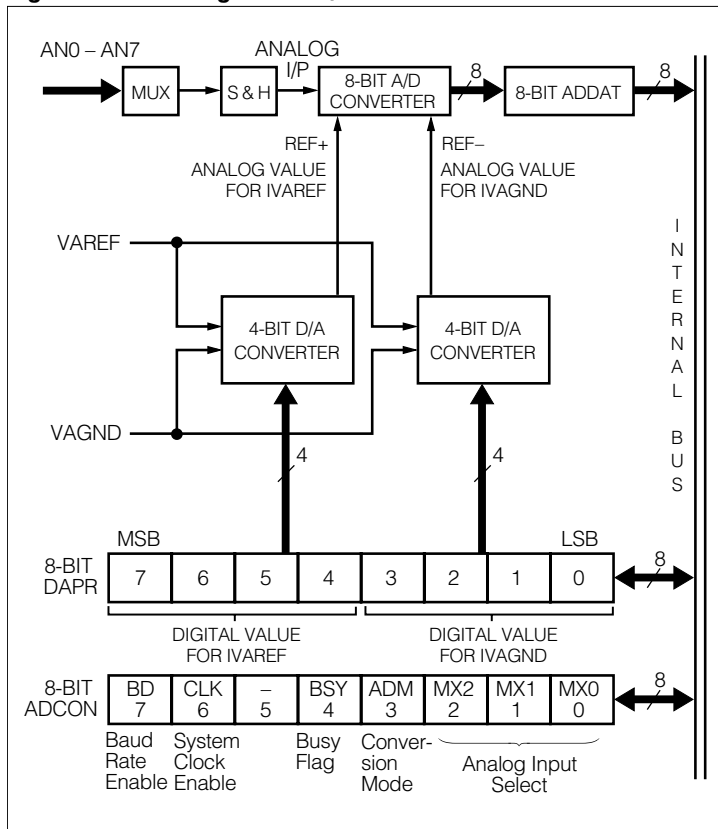 AN0 – AN7
ANALOG
I/P
MUX
S & H
8-BIT A/D
CONVERTER
8
8-BIT ADDAT
8
REF+
ANALOG VALUE
FOR IVAREF
REF–
ANALOG VALUE
FOR IVAGND
INTERNAL BUS
VAREF
4-BIT D/A
CONVERTER
4-BIT D/A
CONVERTER
VAGND
4
4
MSB
LSB
8-BIT
DAPR
7 6 5 4 3 2 1 0
8
DIGITAL VALUE
FOR IVAREF
DIGITAL VALUE
FOR IVAGND
8-BIT
ADCON
BD CLK – BSY ADM MX2 MX1 MX0
7 6 5 4 3 2 1 0
8
Baud
Rate
Enable
System
Clock
Enable
Busy
Flag
Conver-
sion
Mode
Analog Input
Select